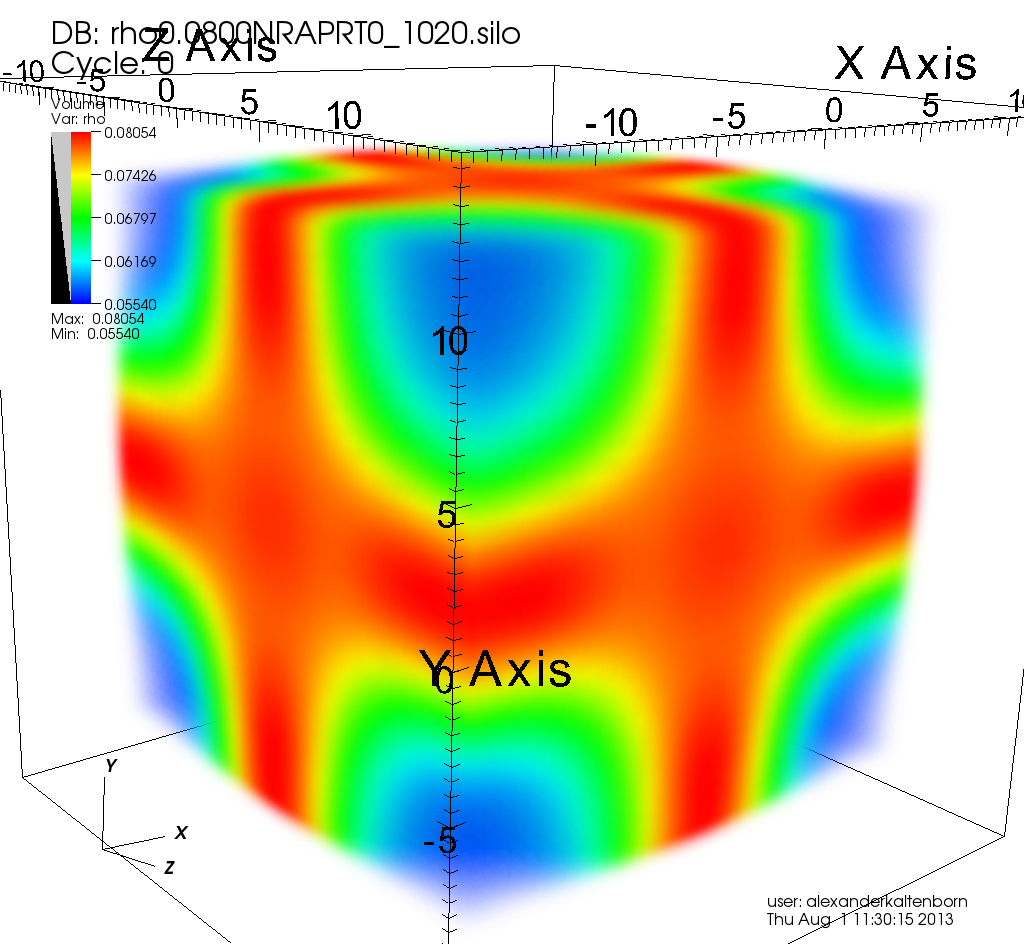 DB: rho0.0800NRAPRT0_1020.silo
Cycle: 0
Z Axis
X Axis
-10 -5 0 5 10
-10 -5 0 5
Volume
Var: rho
0.08054
0.07426
0.06797
0.06169
0.05540
Max: 0.08054
Min: 0.05540
10
5
Y Axis
0
-5
Y
X
Z
user: alexanderkaltenborn
Thu Aug 1 11:30:15 2013